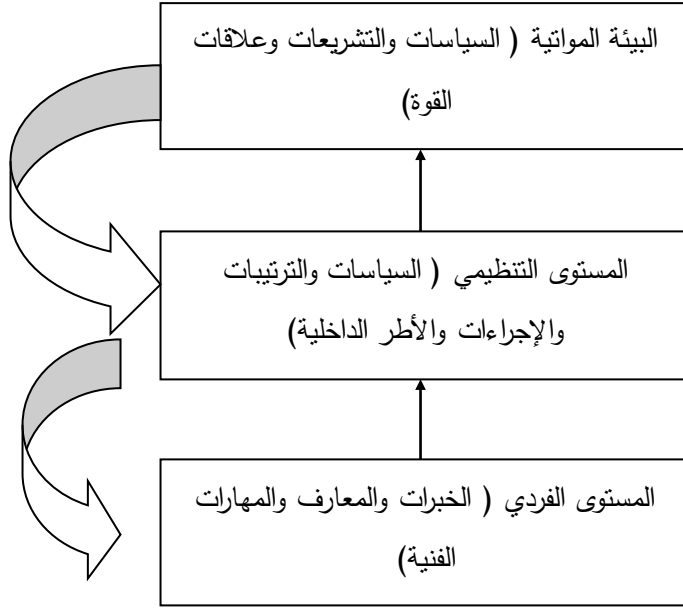 البيئة المواتية ( السياسات والتشريعات وعلاقات
القوة)
المستوى التنظيمي ( السياسات والترتيبات
والإجراءات والأطر الداخلية)
المستوى الفردي ( الخبرات والمعارف والمهارات
الفنية)